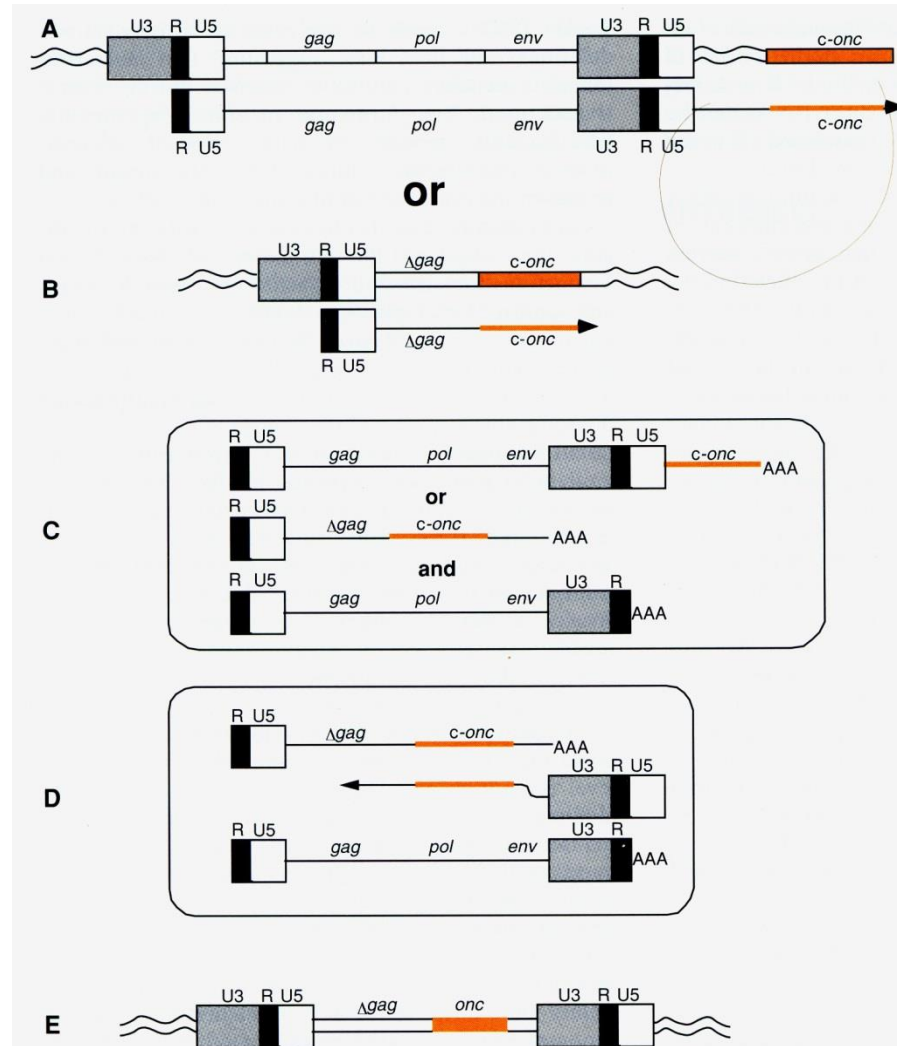 A
U3 R U5 gag pol env U3 R U5 c-onc
gag pol env c-onc
R U5 U3 R U5
or
U3 R U5 Δgag c-onc
B
Δgag c-onc
R U5
C
R U5 gag pol env U3 R U5 c-onc AAA
or
R U5 Δgag c-onc AAA
and
R U5 gag pol env U3 R AAA
D
R U5 Δgag c-onc AAA
U3 R U5
R U5 gag pol env U3 R AAA
E
U3 R U5 Δgag onc U3 R U5